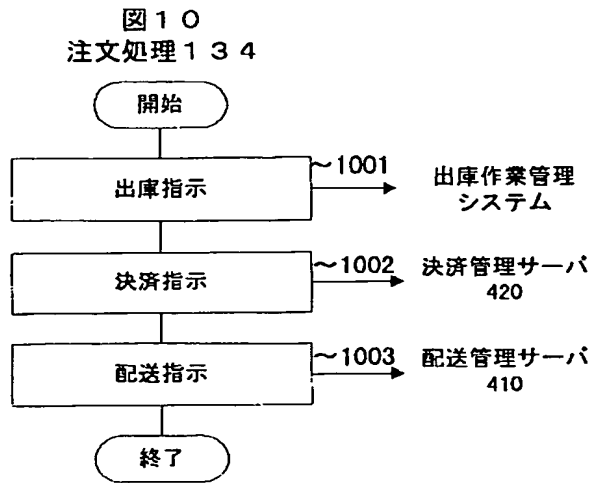 図１０
注文処理１３４
開始
出庫指示
～1001
出庫作業管理
システム
決済指示
～1002
決済管理サーバ
420
配送指示
～1003
配送管理サーバ
410
終了